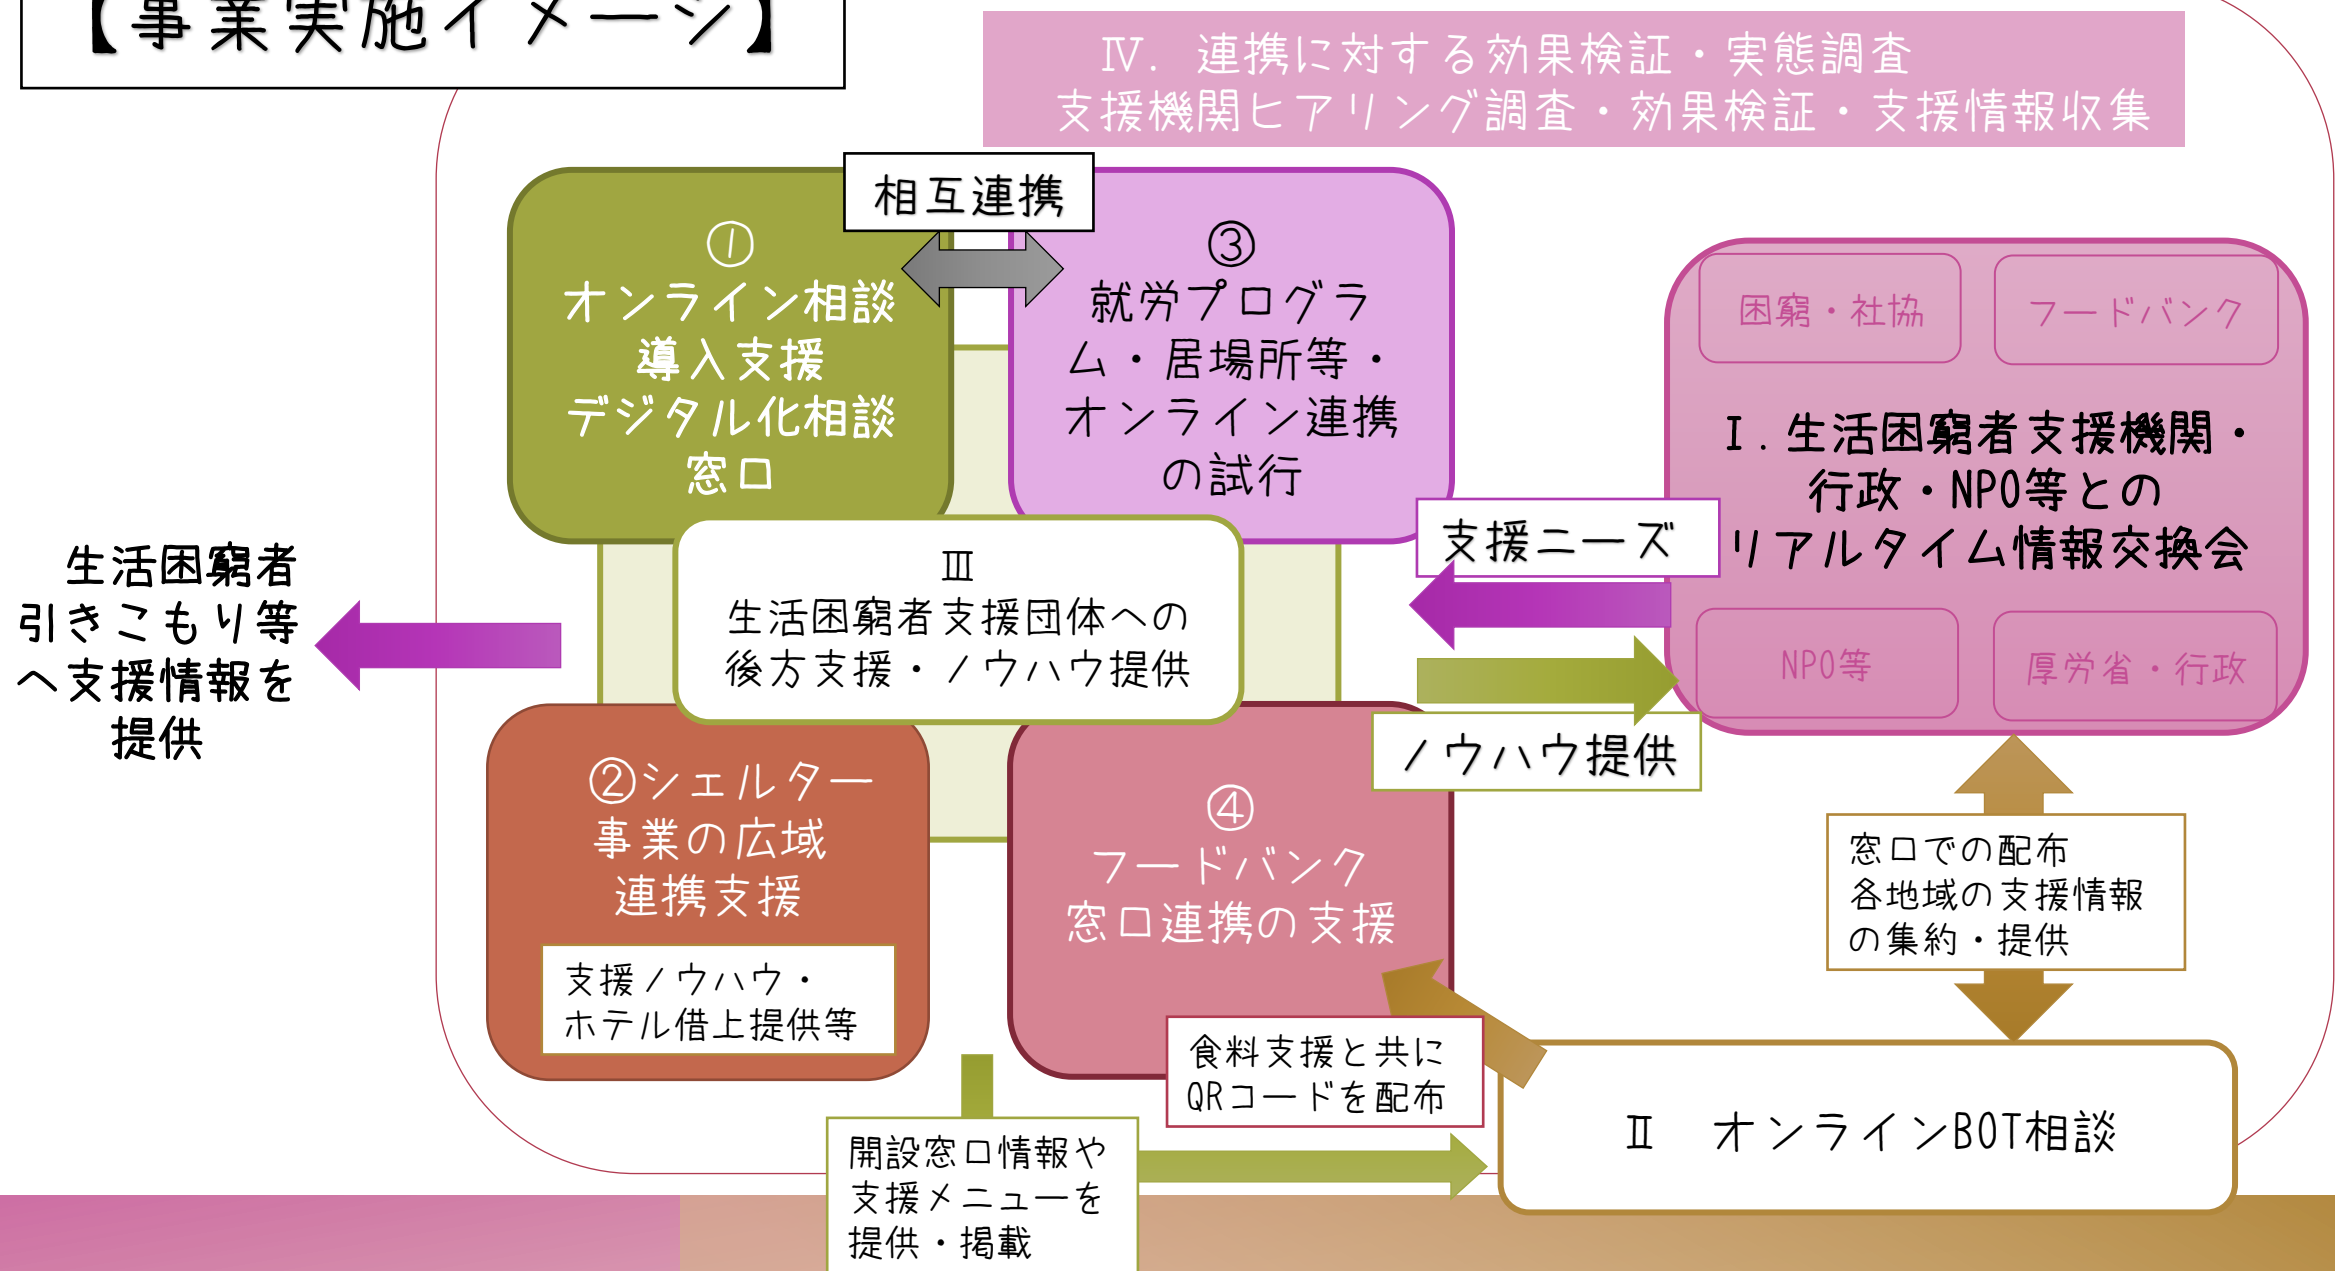 【事業実施イメージ】
Ⅳ．連携に対する効果検証・実態調査
支援機関ヒアリング調査・効果検証・支援情報収集
相互連携
①
オンライン相談
導入支援
デジタル化相談
窓口
③
就労プログラ
ム・居場所等・
オンライン連携
の試行
困窮・社協
フードバンク
Ⅰ．生活困窮者支援機関・
行政・NPO等との
リアルタイム情報交換会
NPO等
厚労省・行政
支援ニーズ
ノウハウ提供
Ⅲ
生活困窮者支援団体への
後方支援・ノウハウ提供
生活困窮者
引きこもり等
へ支援情報を
提供
②シェルター
事業の広域
連携支援
支援ノウハウ・
ホテル借上提供等
④
フードバンク
窓口連携の支援
食料支援と共に
QRコードを配布
窓口での配布
各地域の支援情報
の集約・提供
Ⅱ　オンラインBOT相談
開設窓口情報や
支援メニューを
提供・掲載